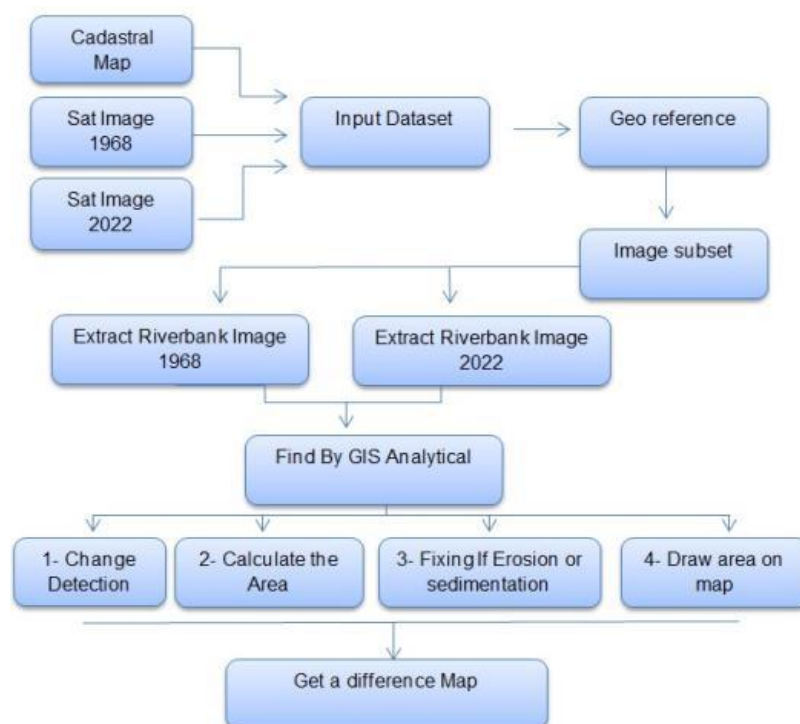 Cadastral
Map
Sat Image
1968
Sat Image
2022
Input Dataset
Geo reference
Image subset
Extract Riverbank Image
1968
Extract Riverbank Image
2022
Find By GIS Analytical
1- Change
Detection
2- Calculate the
Area
3- Fixing If Erosion or
sedimentation
4- Draw area on
map
Get a difference Map